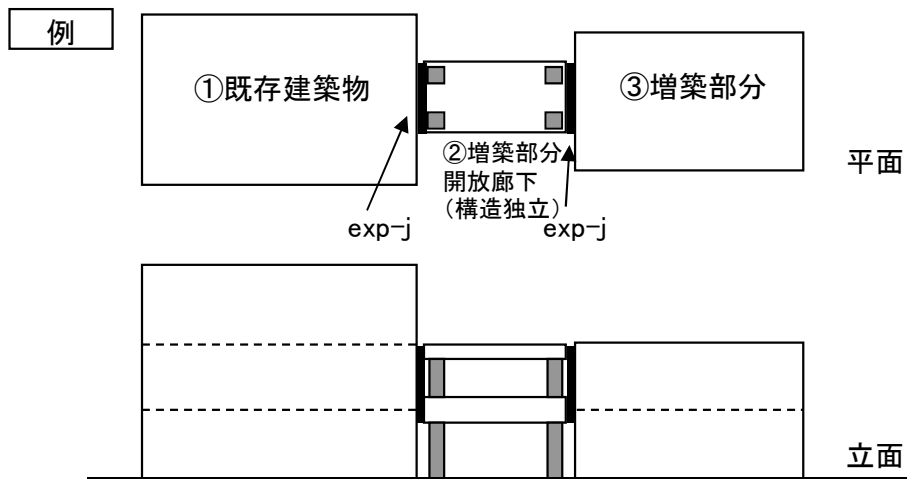 例
①既存建築物
③増築部分
②増築部分
開放廊下
(構造独立)
exp-j
exp-j
平面
立面